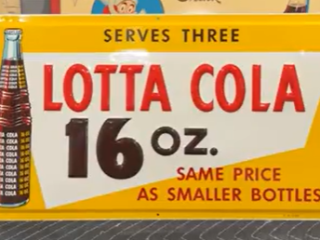 SERVES THREE
LOTTA COLA
16 OZ.
SAME PRICE
AS SMALLER BOTTLES